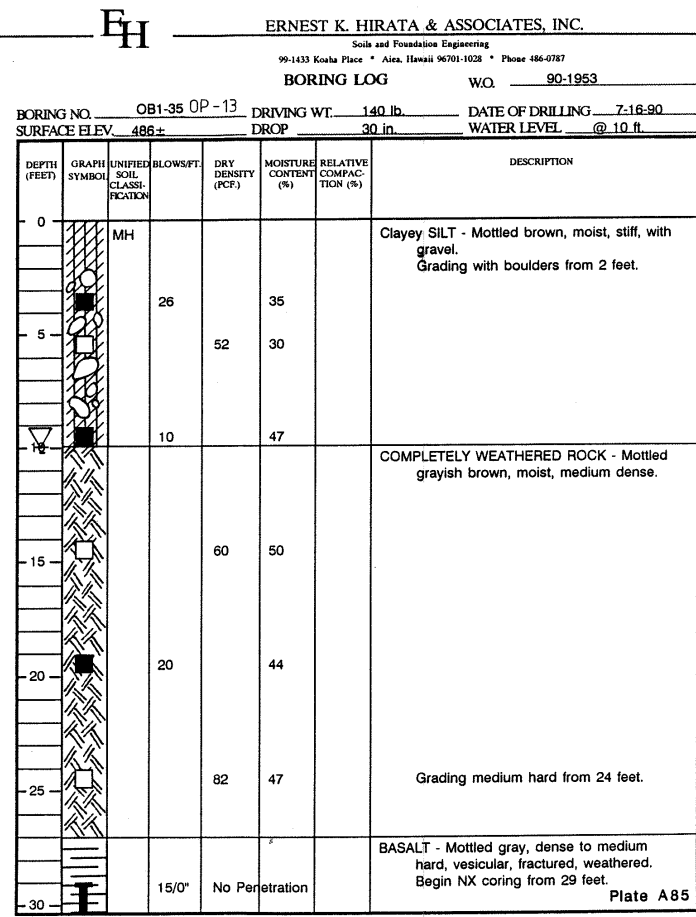 EH
ERNEST K. HIRATA & ASSOCIATES, INC.
Soils and Foundation Engineering
99-1433 Koaha Place * Aiea, Hawaii 96701-1028 * Phone 486-0787
BORING LOG W.O. 90-1953
BORING NO. OB1-35 OP-13 DRIVING WT. 140 lb. DATE OF DRILLING 7-16-90
SURFACE ELEV. 486± DROP 30 in. WATER LEVEL @ 10 ft.
DEPTH (FEET) GRAPH SYMBOL UNIFIED SOIL CLASSI-FICATION BLOWS/FT. DRY DENSITY (PCF.) MOISTURE CONTENT (%) RELATIVE COMPAC-TION (%) DESCRIPTION
0
MH Clayey SILT - Mottled brown, moist, stiff, with
gravel.
Grading with boulders from 2 feet.
26 35
5 52 30
10 47
10 COMPLETELY WEATHERED ROCK - Mottled
grayish brown, moist, medium dense.
15 60 50
20 20 44
82 47 Grading medium hard from 24 feet.
25
BASALT - Mottled gray, dense to medium
hard, vesicular, fractured, weathered.
Begin NX coring from 29 feet.
15/0" No Penetration
30 Plate A85